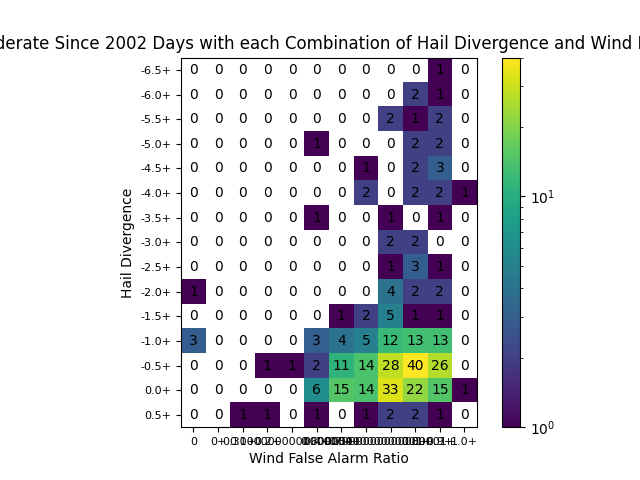 derate Since 2002 Days with each Combination of Hail Divergence and Wind
-6.5+ 0 0 0 0 0 0 0 0 0 0 1 0
-6.0+ 0 0 0 0 0 0 0 0 0 2 1 0
-5.5+ 0 0 0 0 0 0 0 0 2 1 2 0
-5.0+ 0 0 0 0 0 1 0 0 0 2 2 0
-4.5+ 0 0 0 0 0 0 0 1 0 2 3 0
-4.0+ 0 0 0 0 0 0 0 2 0 2 2 1
-3.5+ 0 0 0 0 0 1 0 0 1 0 1 0
-3.0+ 0 0 0 0 0 0 0 0 2 2 0 0
-2.5+ 0 0 0 0 0 0 0 0 1 3 1 0
-2.0+ 1 0 0 0 0 0 0 0 4 2 2 0
-1.5+ 0 0 0 0 0 0 1 2 5 1 1 0
-1.0+ 3 0 0 0 0 3 4 5 12 13 13 0
-0.5+ 0 0 0 1 1 2 11 14 28 40 26 0
0.0+ 0 0 0 0 0 6 15 14 33 22 15 1
0.5+ 0 0 1 1 0 1 0 1 2 2 1 0
0
Wind False Alarm Ratio
Hail Divergence
10^1
10^0